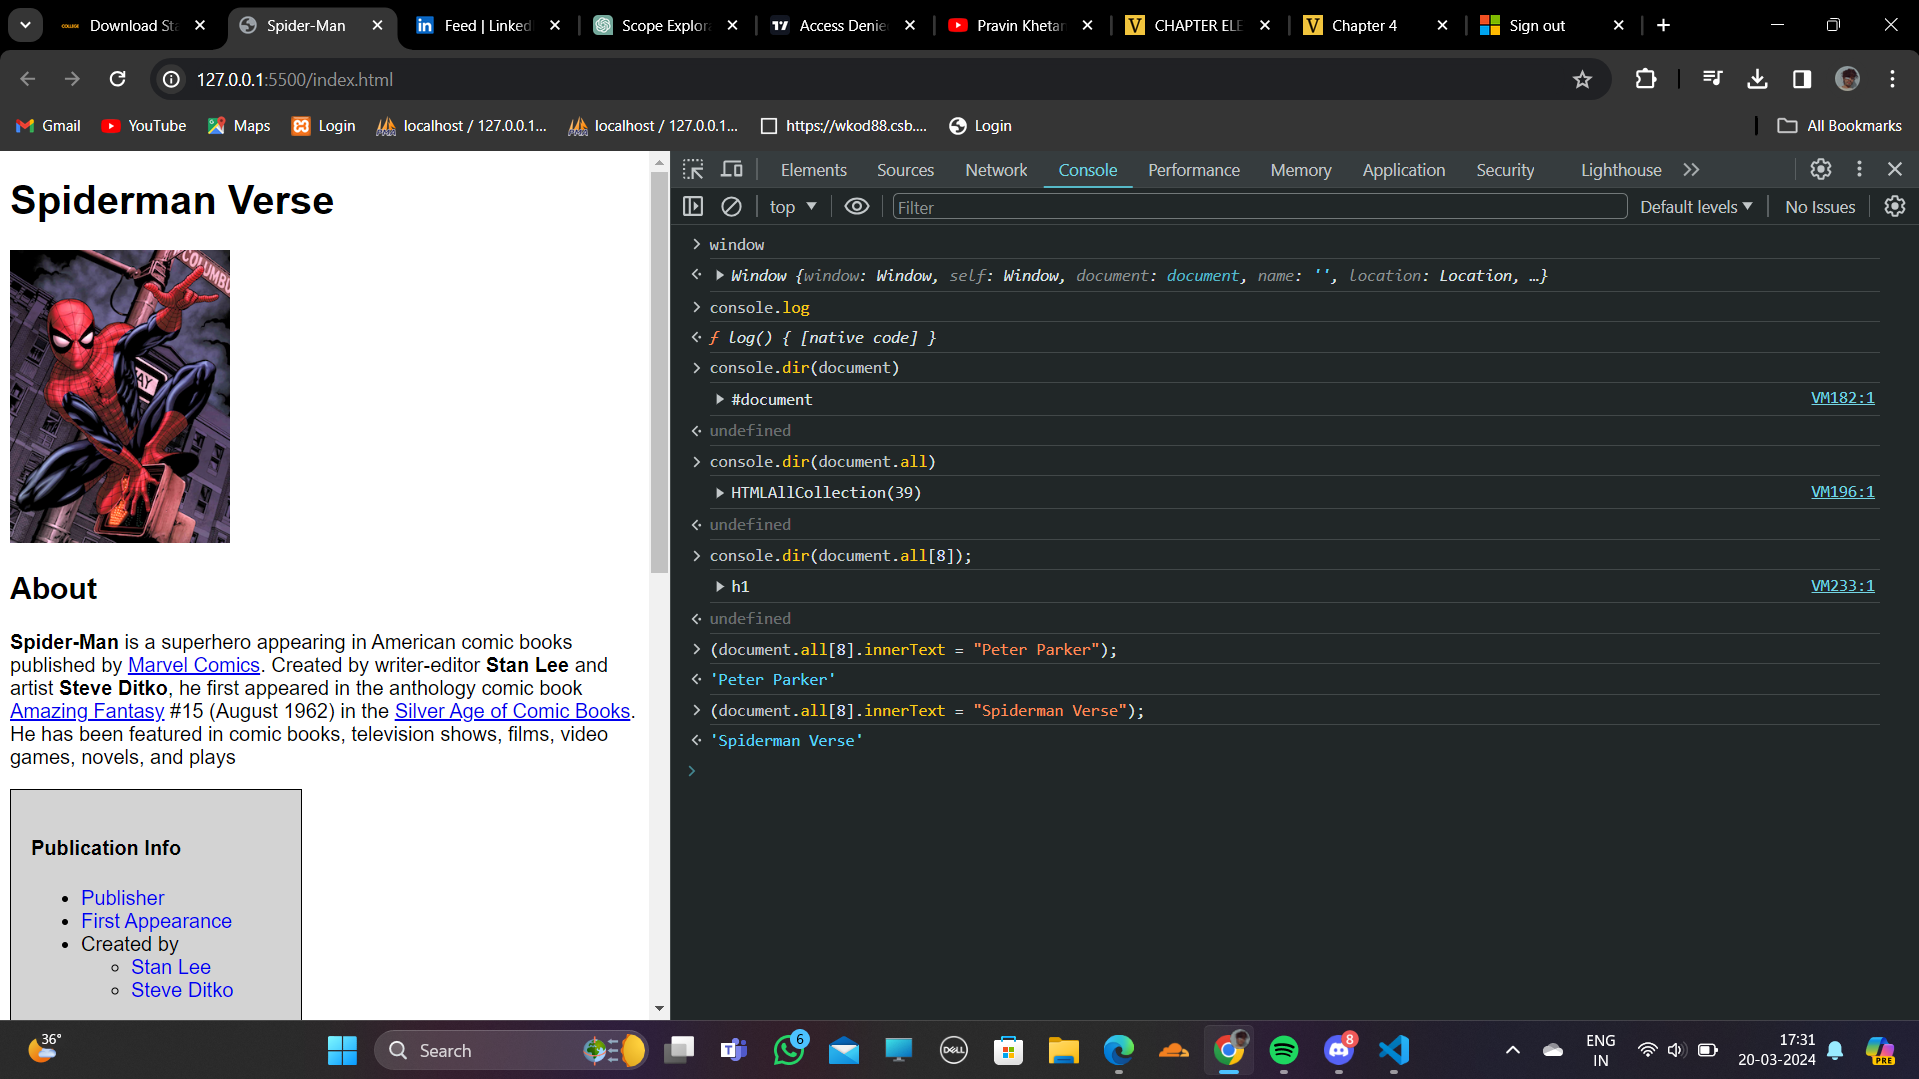 Download Sta
Spider-Man
Feed | LinkedI
Scope Explora
Access Denie
Pravin Khetan
CHAPTER ELE
Chapter 4
Sign out
127.0.0.1:5500/index.html
Gmail
YouTube
Maps
Login
localhost / 127.0.0.1...
localhost / 127.0.0.1...
https://wkod88.csb....
Login
All Bookmarks
Spiderman Verse
COLUMBU
AY
About
Spider-Man is a superhero appearing in American comic books
published by Marvel Comics. Created by writer-editor Stan Lee and
artist Steve Ditko, he first appeared in the anthology comic book
Amazing Fantasy #15 (August 1962) in the Silver Age of Comic Books.
He has been featured in comic books, television shows, films, video
games, novels, and plays
Publication Info
Publisher
First Appearance
Created by
Stan Lee
Steve Ditko
Elements Sources Network Console Performance Memory Application Security Lighthouse
top Filter Default levels No Issues
window
Window {window: Window, self: Window, document: document, name: '', location: Location, …}
console.log
ƒ log() { [native code] }
console.dir(document)
#document VM182:1
undefined
console.dir(document.all)
HTMLAllCollection(39) VM196:1
undefined
console.dir(document.all[8]);
h1 VM233:1
undefined
(document.all[8].innerText = "Peter Parker");
'Peter Parker'
(document.all[8].innerText = "Spiderman Verse");
'Spiderman Verse'
36°
Search
6
DELL
8
ENG
IN
17:31
20-03-2024
PRE